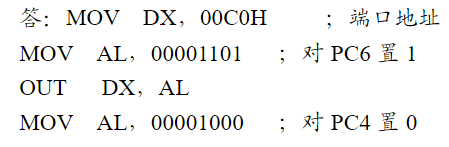 答：MOV DX，00C0H ；端口地址
MOV AL，00001101 ；对 PC6 置 1
OUT DX，AL
MOV AL，00001000 ；对 PC4 置 0